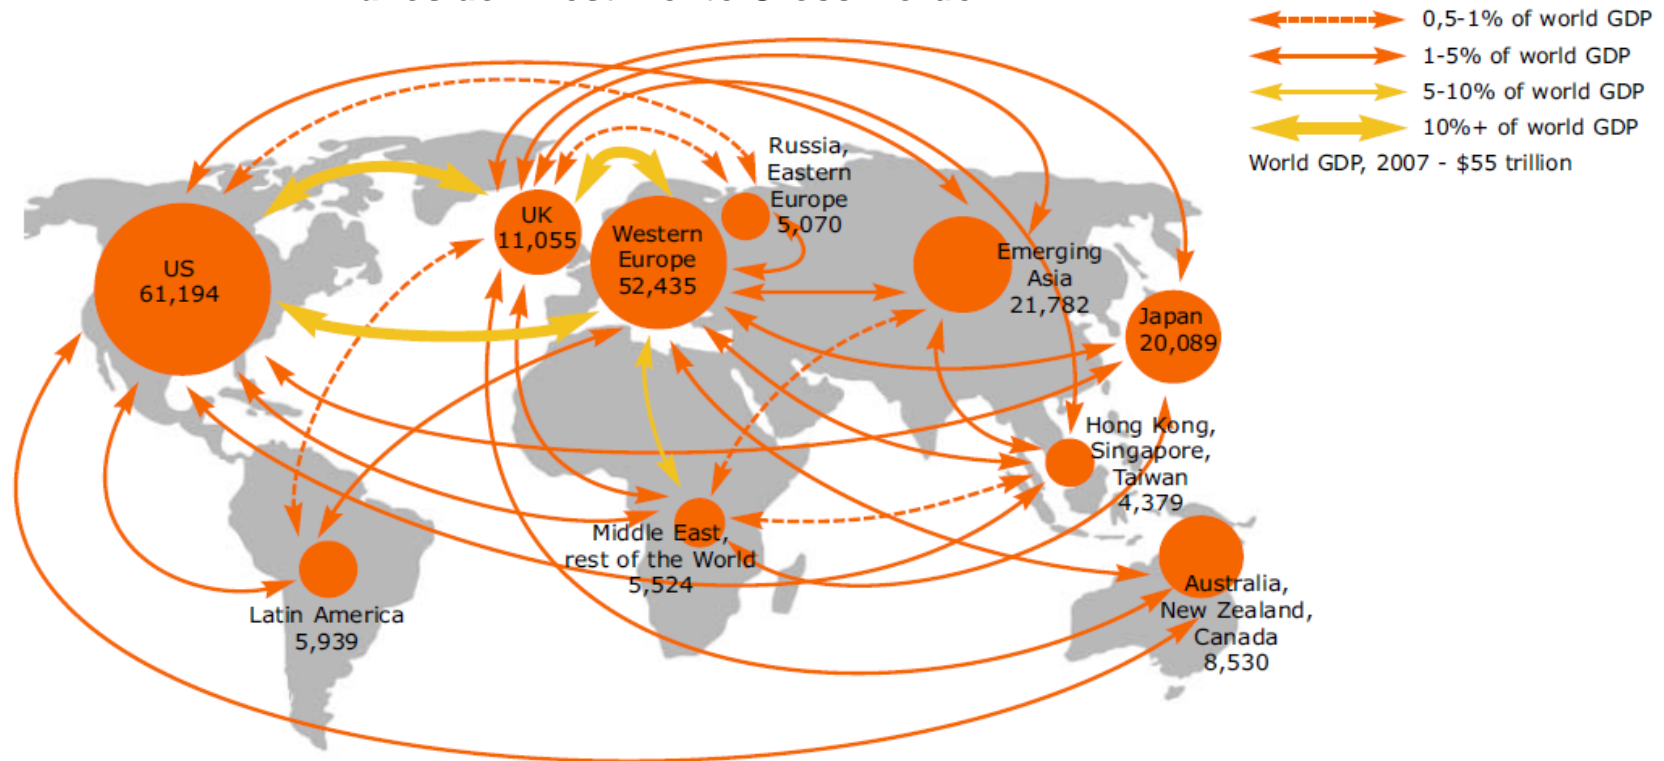 0,5-1% of world GDP
1-5% of world GDP
5-10% of world GDP
10%+ of world GDP
World GDP, 2007 - $55 trillion
Russia,
Eastern
Europe
5,070
UK
11,055
Western
Europe
52,435
US
61,194
Emerging
Asia
21,782
Japan
20,089
Hong Kong,
Singapore,
Taiwan
4,379
Middle East,
rest of the World
5,524
Latin America
5,939
Australia,
New Zealand,
Canada
8,530